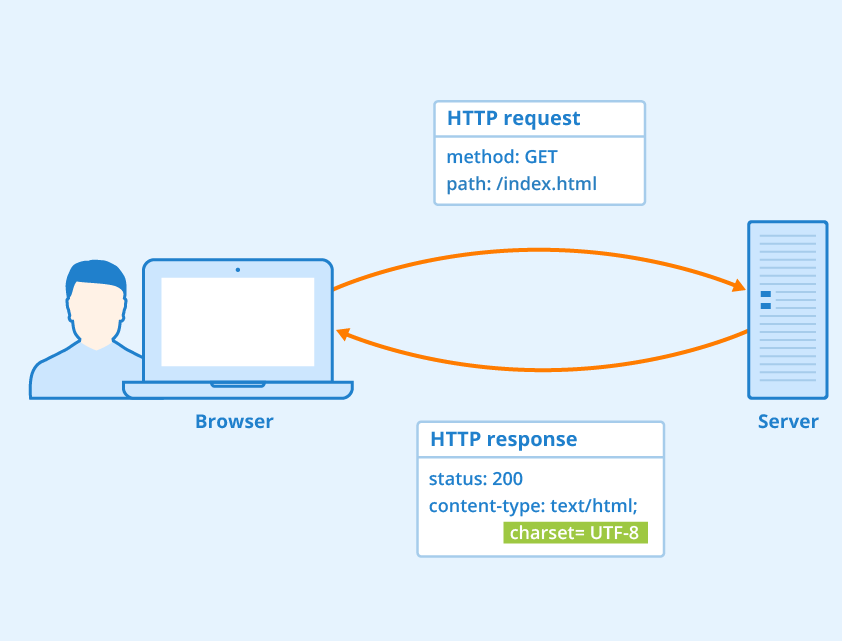 HTTP request
method: GET
path: /index.html
Browser
Server
HTTP response
status: 200
content-type: text/html;
charset= UTF-8